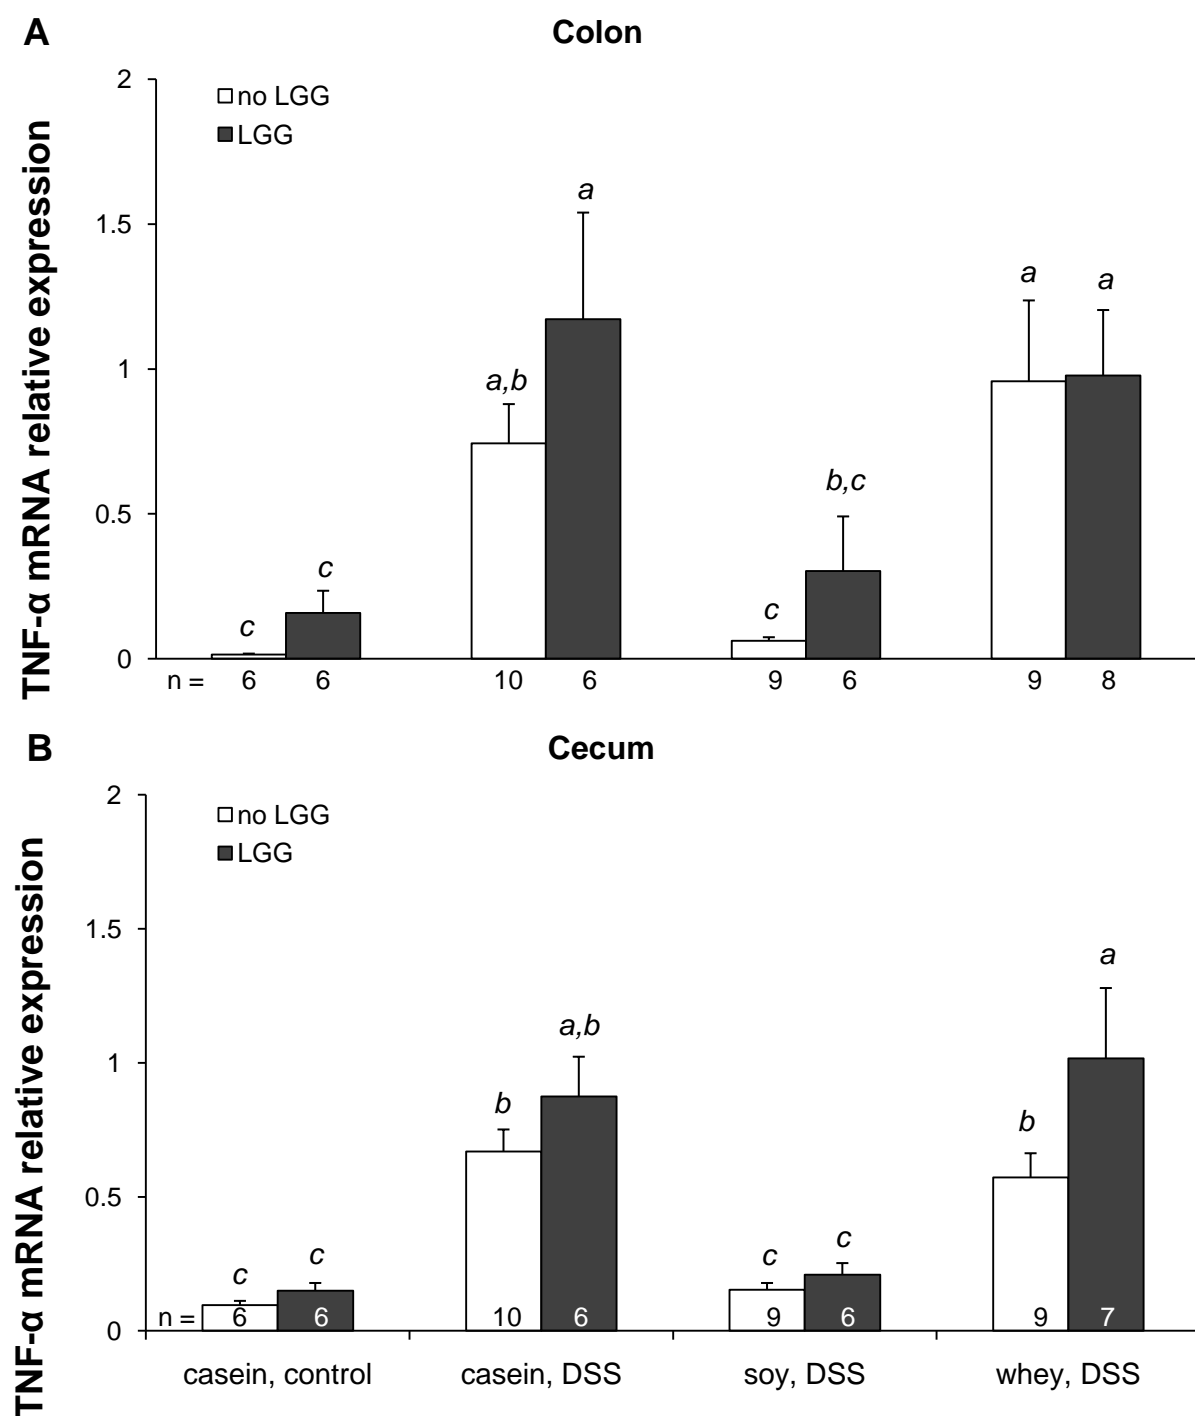 A
Colon
TNF-α mRNA relative expression
2
1.5
1
0.5
0
no LGG
LGG
c
c
a,b
a
c
b,c
a
a
n = 6 6 10 6 9 6 9 8
B
Cecum
TNF-α mRNA relative expression
2
1.5
1
0.5
0
no LGG
LGG
c
c
b
a,b
c
c
b
a
n = 6 6 10 6 9 6 9 7
casein, control casein, DSS soy, DSS whey, DSS